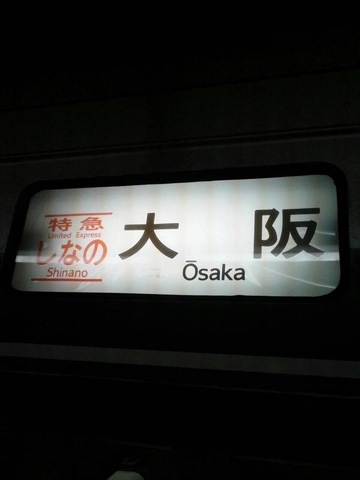 特急
Limited Express
しなの
Shinano
大阪
Ōsaka